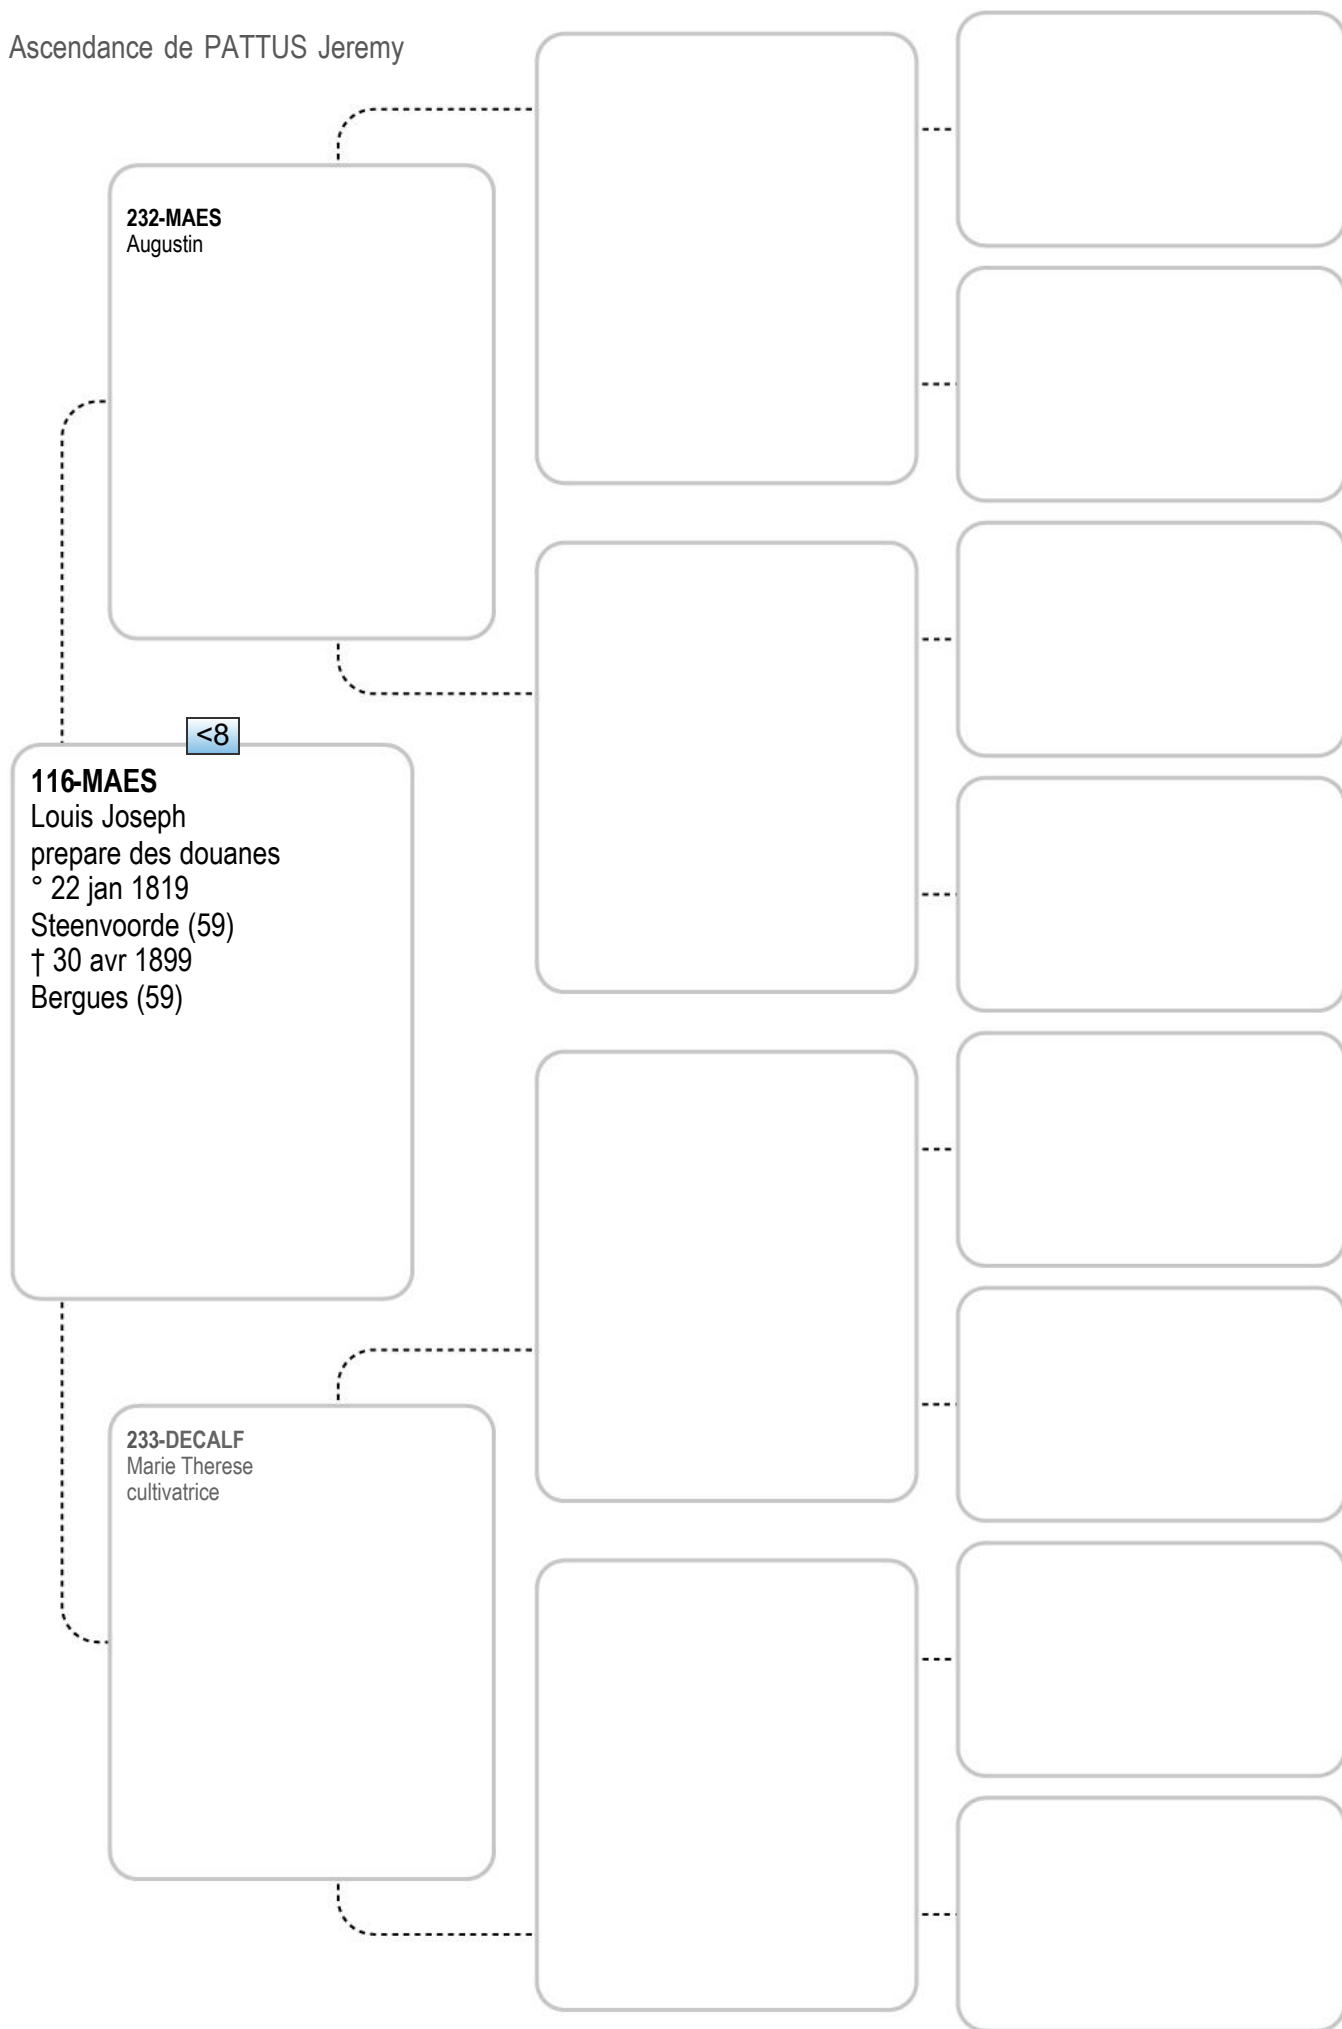 Ascendance de PATTUS Jeremy
232-MAES
Augustin
<8
116-MAES
Louis Joseph
prepare des douanes
° 22 jan 1819
Steenvoorde (59)
† 30 avr 1899
Bergues (59)
233-DECALF
Marie Therese
cultivatrice